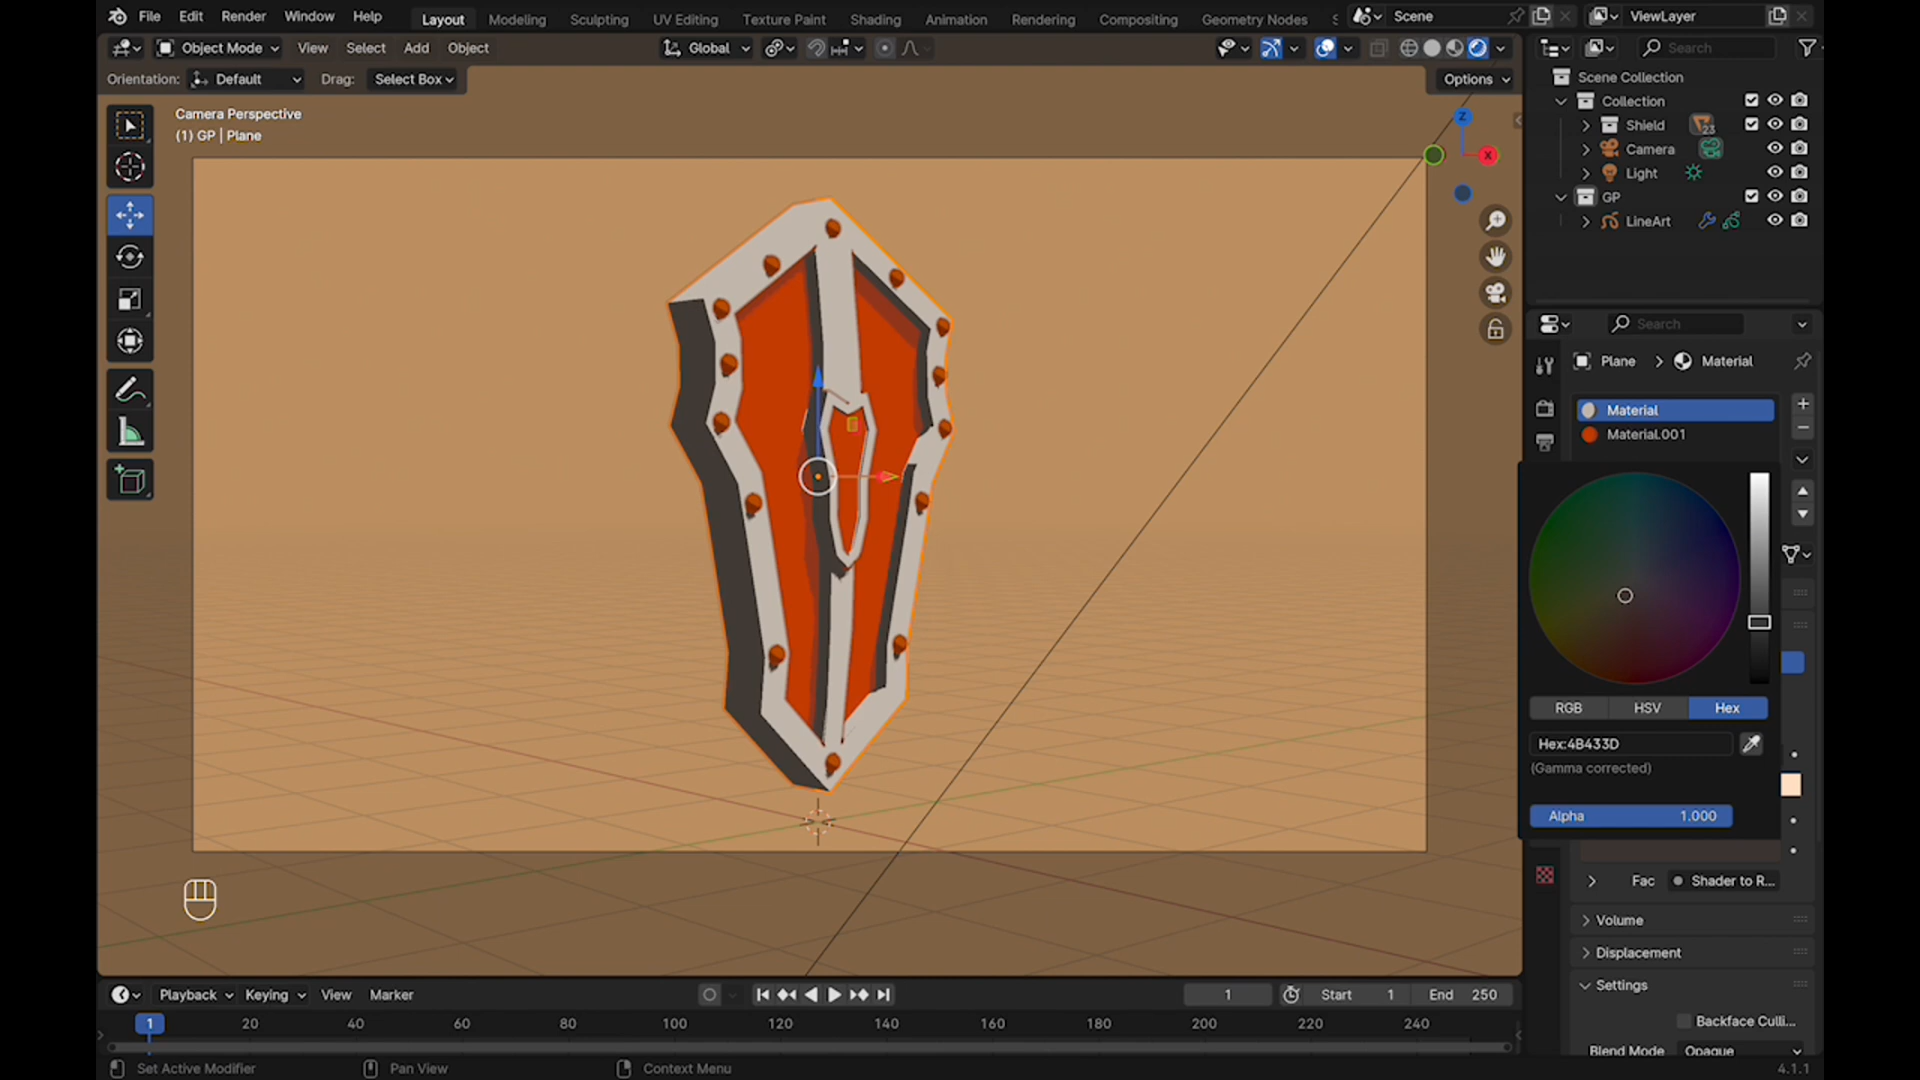 File Edit Render Window Help Layout Modeling Sculpting UV Editing Texture Paint Shading Animation Rendering Compositing Geometry Nodes S Scene ViewLayer
Object Mode View Select Add Object Global Search
Orientation: Default Drag: Select Box Options
Scene Collection
Collection
Shield 23
Camera
Light
GP
LineArt
Camera Perspective
(1) GP | Plane
Z
X
Search
Plane > Material
Material
Material.001
RGB HSV Hex
Hex:4B433D
(Gamma corrected)
Alpha 1.000
Fac Shader to R...
Volume
Displacement
Settings
Backface Culli...
Blend Mode Opaque
Playback Keying View Marker 1 Start 1 End 250
1 20 40 60 80 100 120 140 160 180 200 220 240
Set Active Modifier Pan View Context Menu 4.1.1